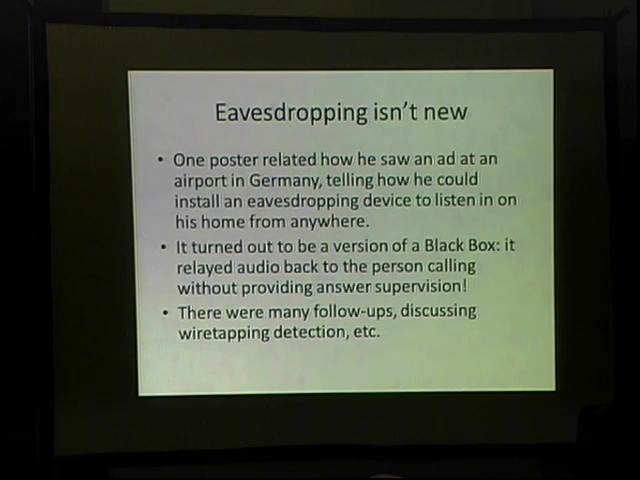 Eavesdropping isn't new
• One poster related how he saw an ad at an
airport in Germany, telling how he could
install an eavesdropping device to listen in on
his home from anywhere.
• It turned out to be a version of a Black Box: it
relayed audio back to the person calling
without providing answer supervision!
• There were many follow-ups, discussing
wiretapping detection, etc.